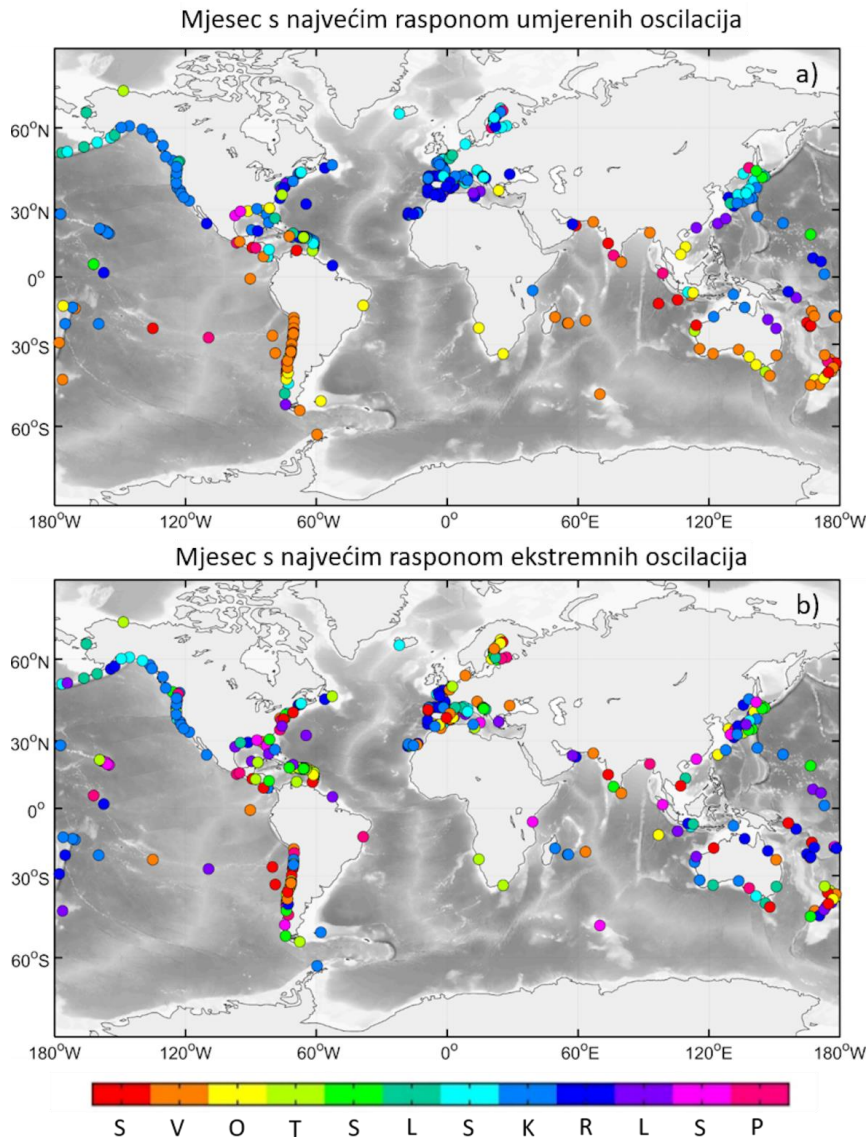 Mjesec s najvećim rasponom umjerenih oscilacija
a)
60°N
30°N
0°
30°S
60°S
180°W 120°W 60°W 0° 60°E 120°E 180°W
Mjesec s najvećim rasponom ekstremnih oscilacija
b)
60°N
30°N
0°
30°S
60°S
180°W 120°W 60°W 0° 60°E 120°E 180°W
S V O T S L S K R L S P